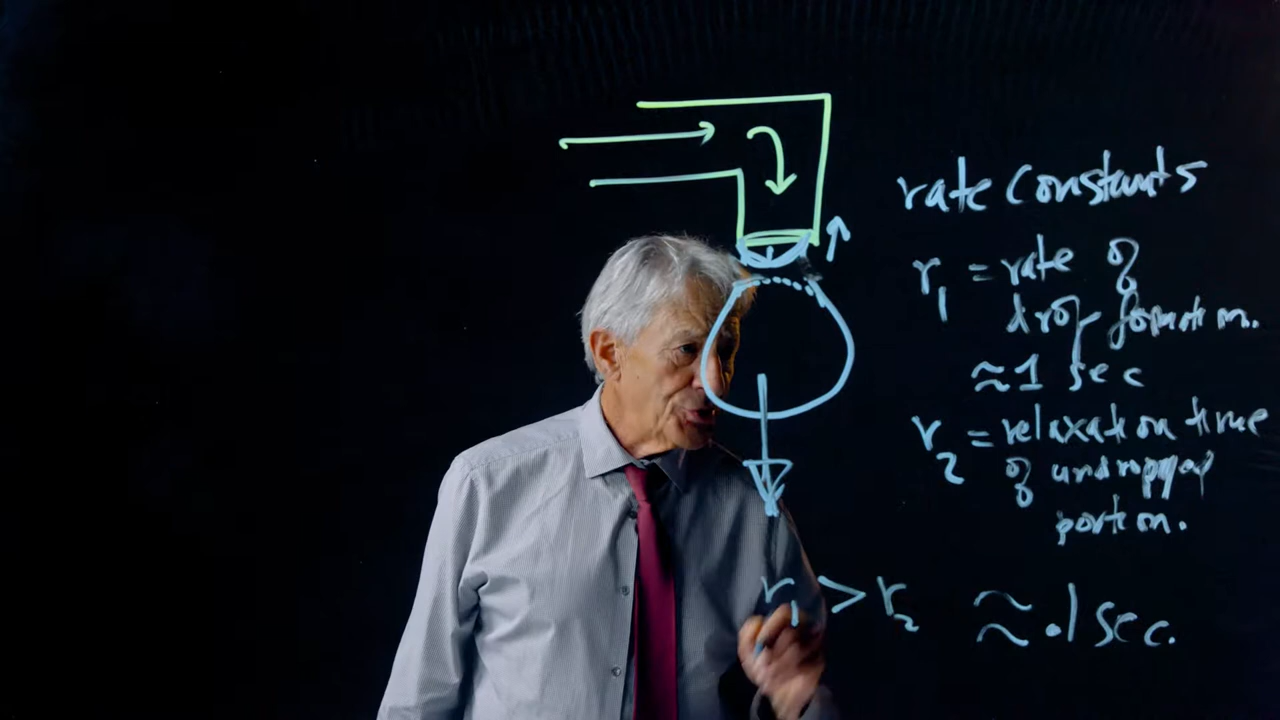 rate constants
r1 = rate of
drop formation.
≈ 1 sec
r2 = relaxation time
of undropped
portion.
r1 > r2 ≈ .1 sec.